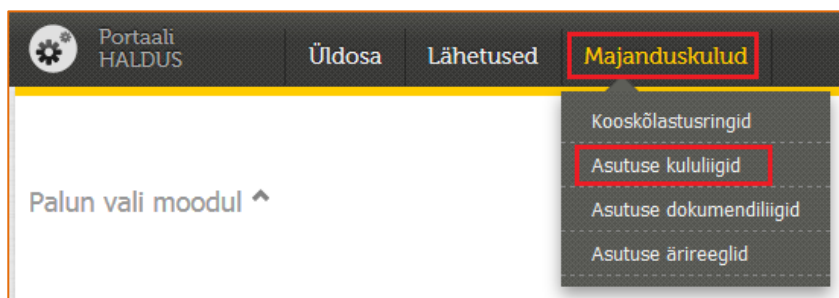 Portaali
HALDUS
Üldosa Lähetused Majanduskulud
Kooskõlastusringid
Asutuse kululiigid
Asutuse dokumendiliigid
Asutuse ärireeglid
Palun vali moodul ^